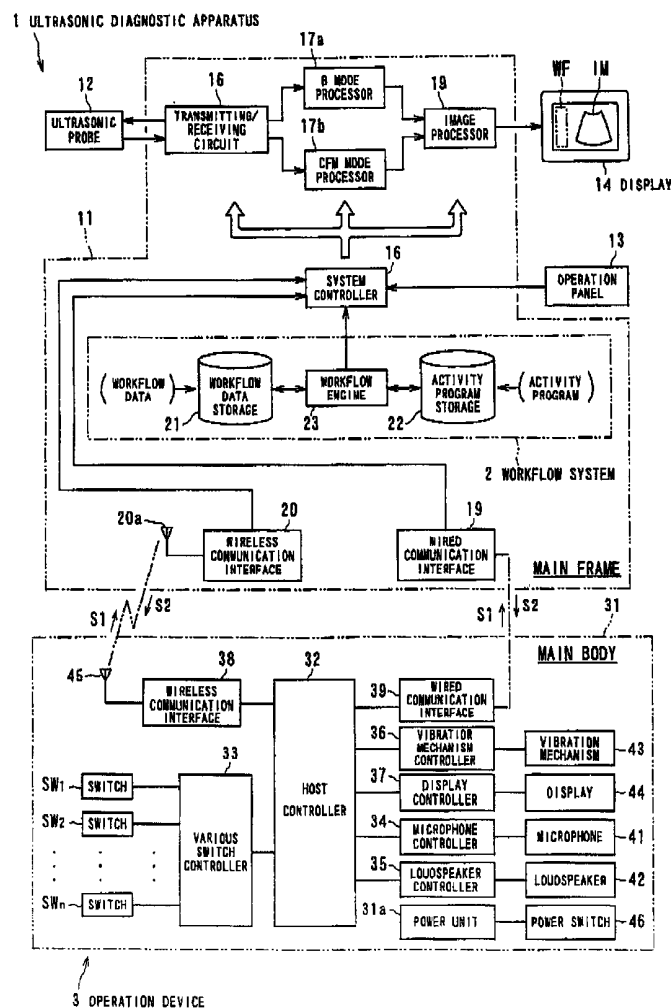 1 ULTRASONIC DIAGNOSTIC APPARATUS
12
ULTRASONIC
PROBE
16
TRANSMITTING/
RECEIVING
CIRCUIT
17a
B MODE
PROCESSOR
17b
CFM MODE
PROCESSOR
19
IMAGE
PROCESSOR
WF
IM
14 DISPLAY
11
16
SYSTEM
CONTROLLER
13
OPERATION
PANEL
(WORKFLOW
DATA)
WORKFLOW
DATA
STORAGE
21
WORKFLOW
ENGINE
23
ACTIVITY
PROGRAM
STORAGE
22
(ACTIVITY
PROGRAM)
2 WORKFLOW SYSTEM
20a
20
WIRELESS
COMMUNICATION
INTERFACE
19
WIRED
COMMUNICATION
INTERFACE
MAIN FRAME
S1
S2
S1
S2
31
MAIN BODY
45
38
WIRELESS
COMMUNICATION
INTERFACE
32
HOST
CONTROLLER
39
WIRED
COMMUNICATION
INTERFACE
36
VIBRATION
MECHANISM
CONTROLLER
VIBRATION
MECHANISM
43
37
DISPLAY
CONTROLLER
DISPLAY
44
34
MICROPHONE
CONTROLLER
MICROPHONE
41
35
LOUDSPEAKER
CONTROLLER
LOUDSPEAKER
42
31a
POWER UNIT
POWER SWITCH
46
33
VARIOUS
SWITCH
CONTROLLER
SW1
SWITCH
SW2
SWITCH
SWn
SWITCH
3 OPERATION DEVICE